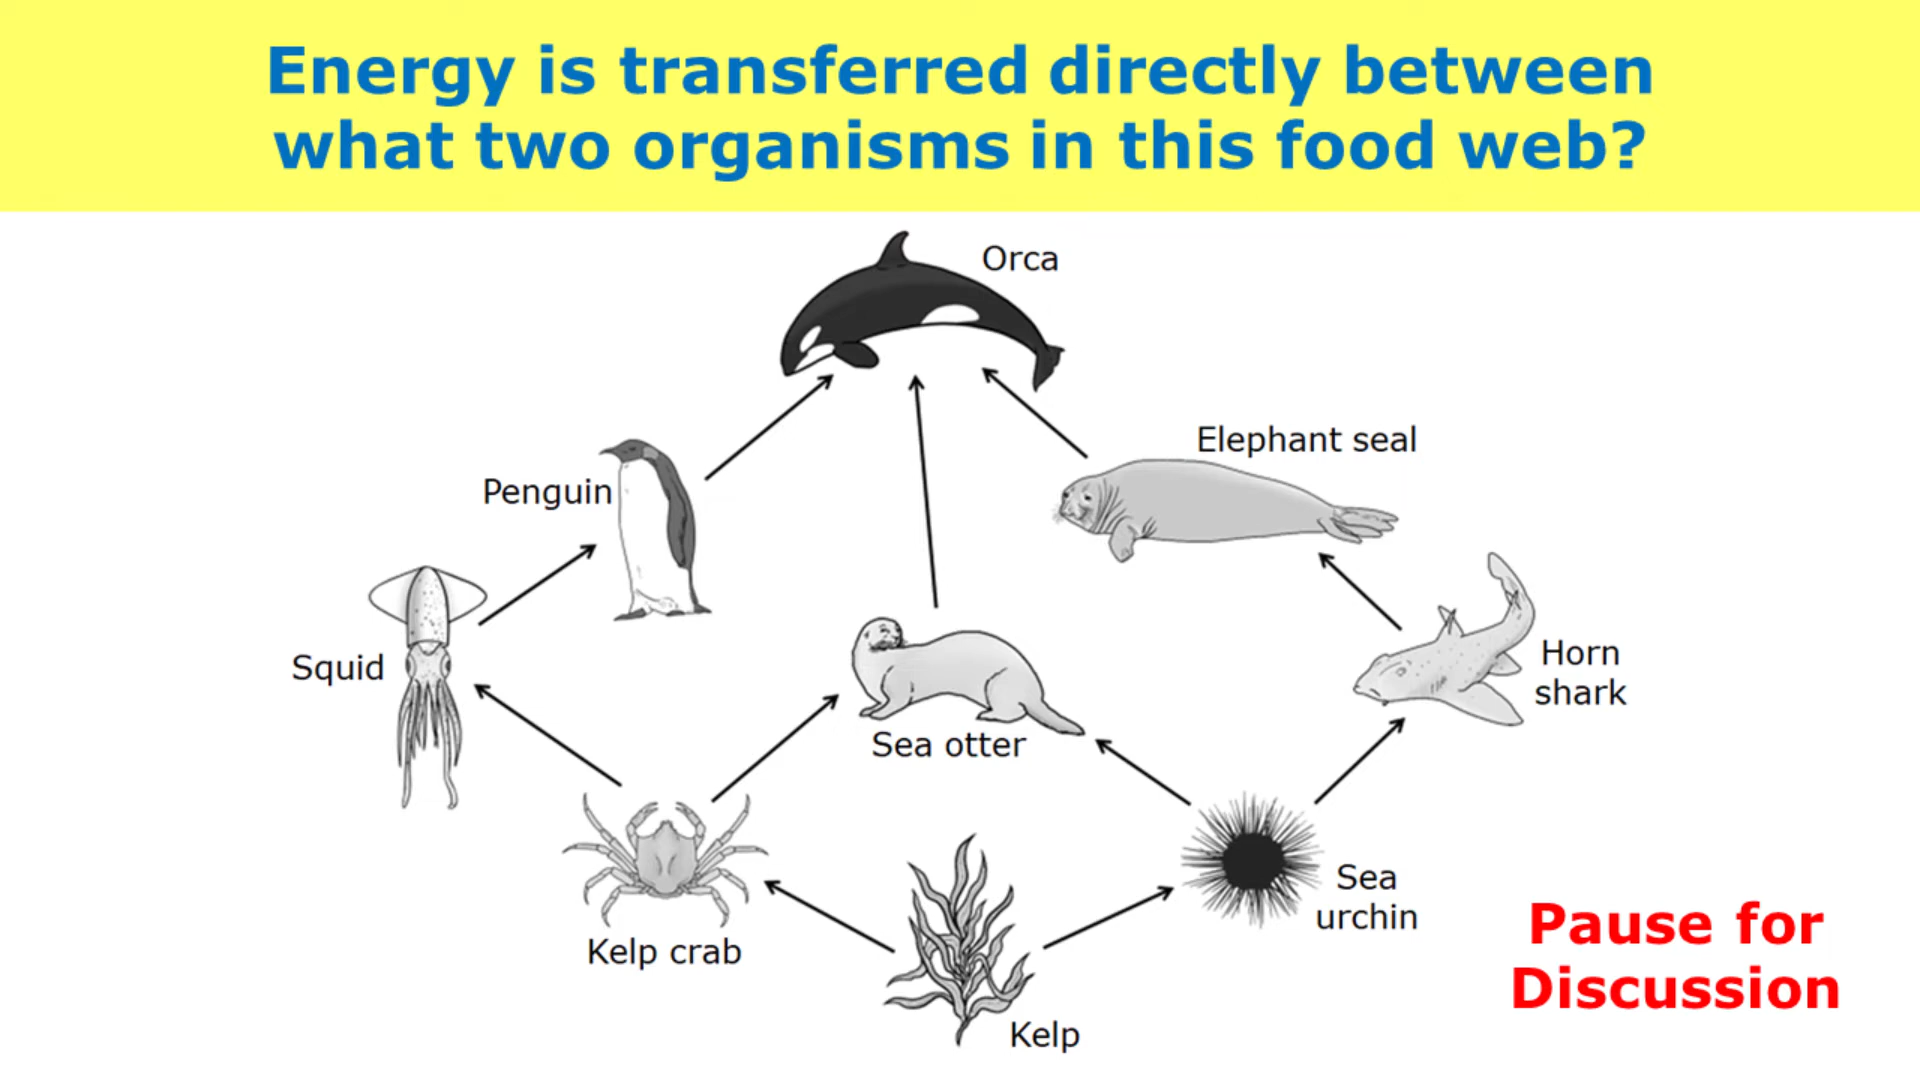 Energy is transferred directly between
what two organisms in this food web?
Orca
Elephant seal
Penguin
Squid
Horn
shark
Sea otter
Sea
urchin
Kelp crab
Kelp
Pause for
Discussion